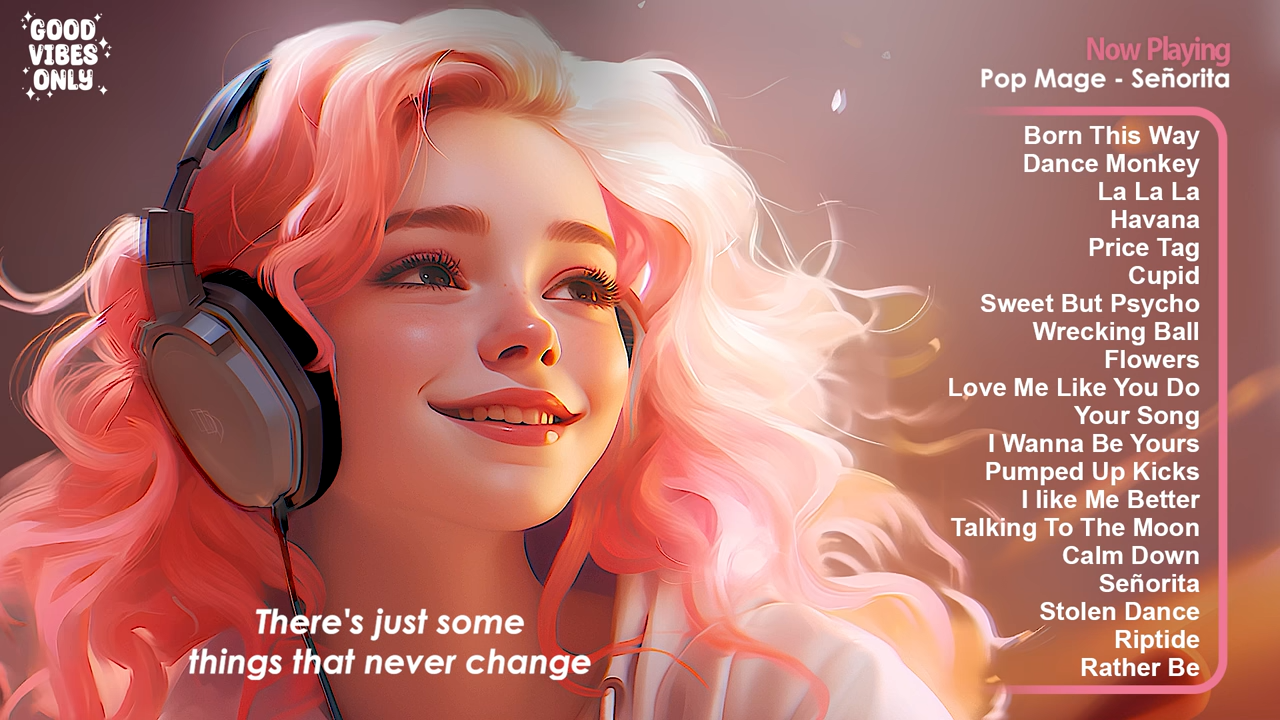 GOOD
VIBES
ONLY
Now Playing
Pop Mage - Señorita
Born This Way
Dance Monkey
La La La
Havana
Price Tag
Cupid
Sweet But Psycho
Wrecking Ball
Flowers
Love Me Like You Do
Your Song
I Wanna Be Yours
Pumped Up Kicks
I like Me Better
Talking To The Moon
Calm Down
Señorita
Stolen Dance
Riptide
Rather Be
There's just some
things that never change